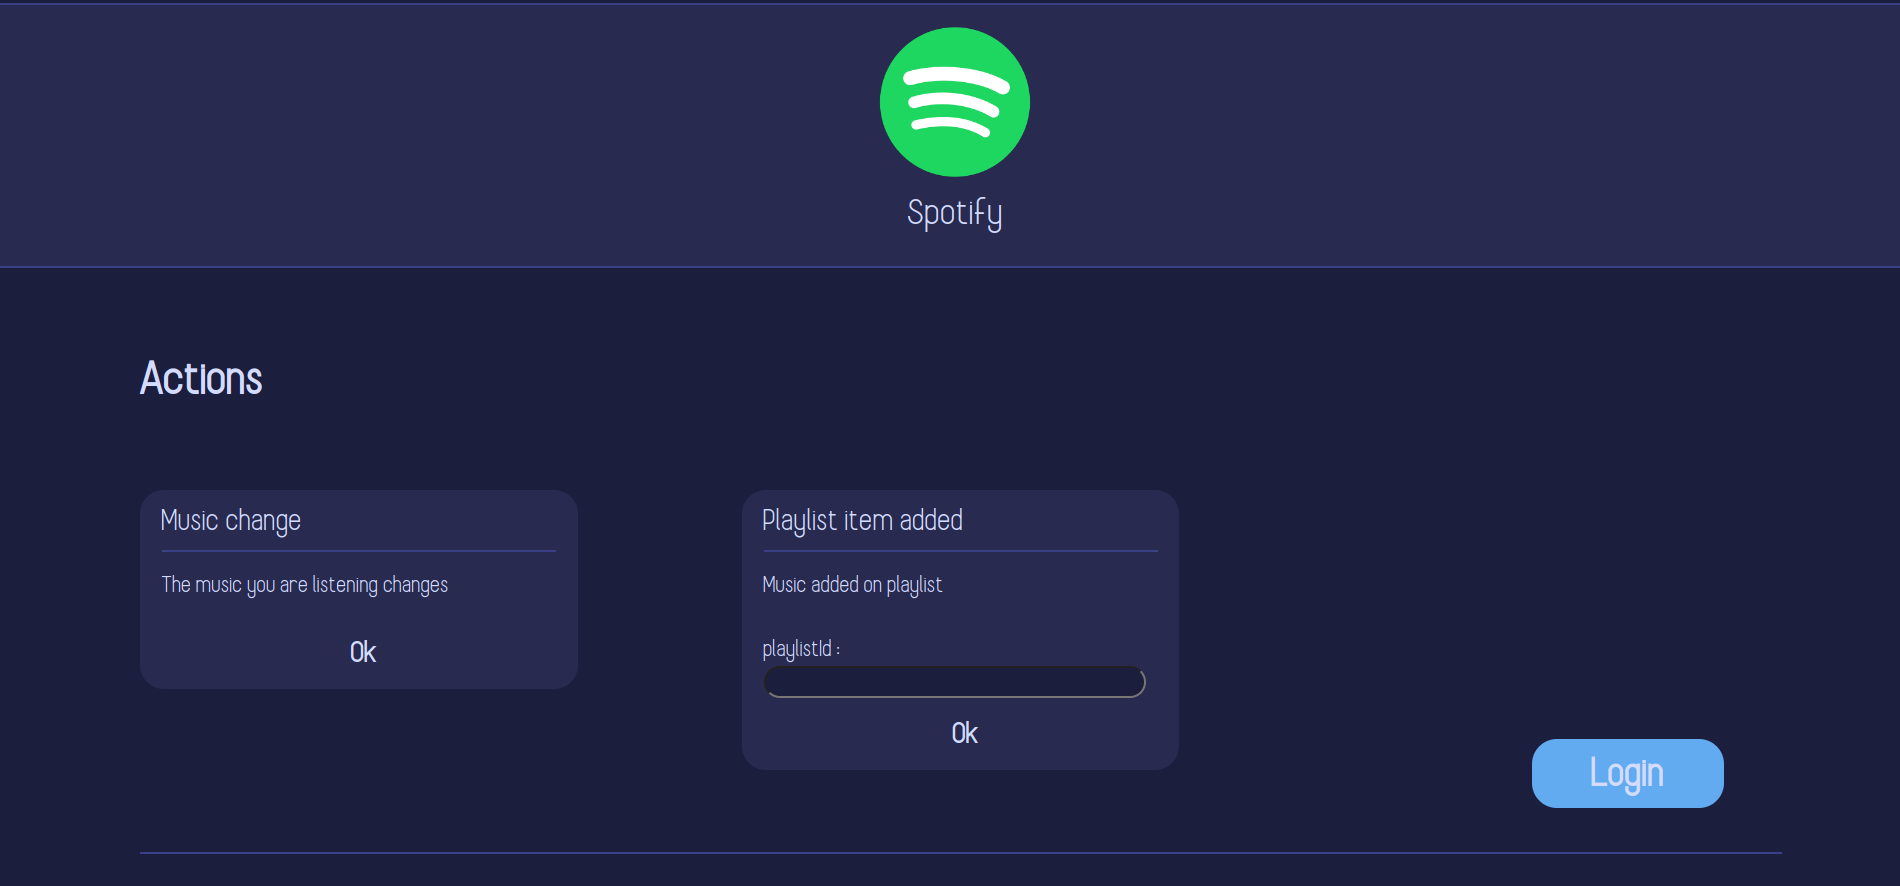 Spotify
Actions
Music change
The music you are listening changes
Ok
Playlist item added
Music added on playlist
playlistId :
Ok
Login